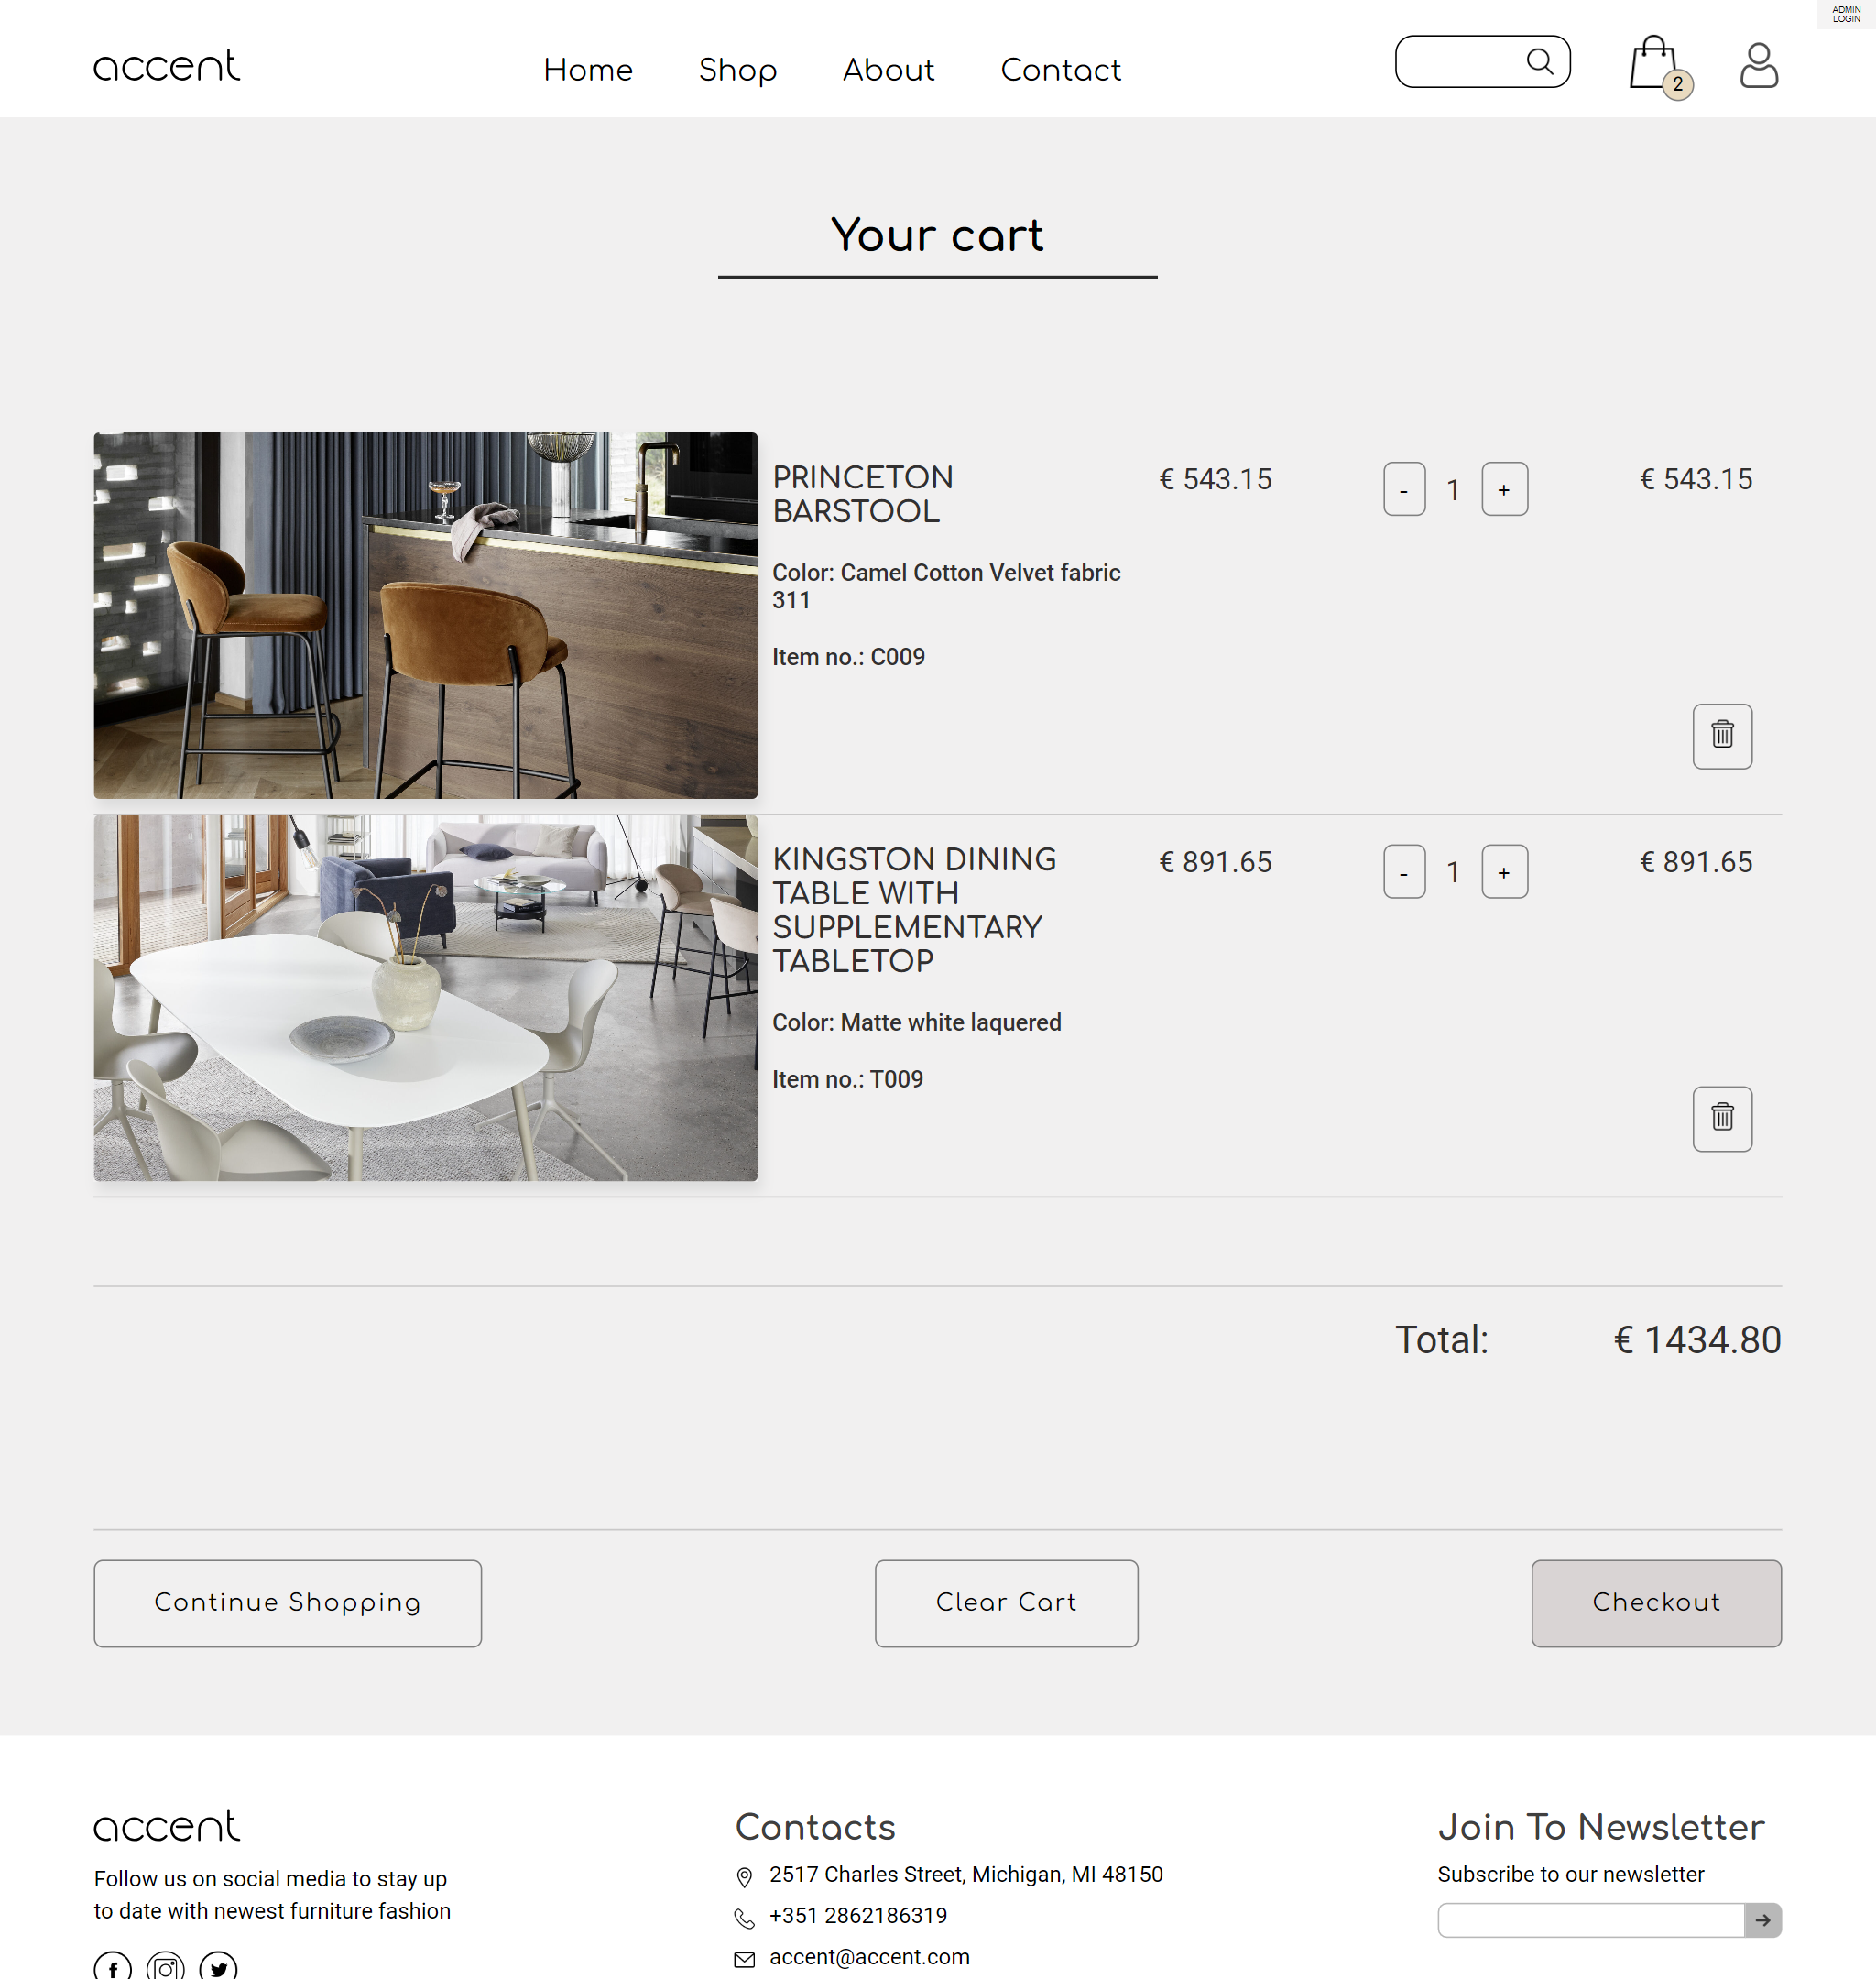 ADMIN
LOGIN
accent
Home
Shop
About
Contact
2
Your cart
PRINCETON
BARSTOOL
€ 543.15
-
1
+
€ 543.15
Color: Camel Cotton Velvet fabric
311
Item no.: C009
KINGSTON DINING
TABLE WITH
SUPPLEMENTARY
TABLETOP
€ 891.65
-
1
+
€ 891.65
Color: Matte white laquered
Item no.: T009
Total:
€ 1434.80
Continue Shopping
Clear Cart
Checkout
accent
Follow us on social media to stay up
to date with newest furniture fashion
Contacts
2517 Charles Street, Michigan, MI 48150
+351 2862186319
accent@accent.com
Join To Newsletter
Subscribe to our newsletter